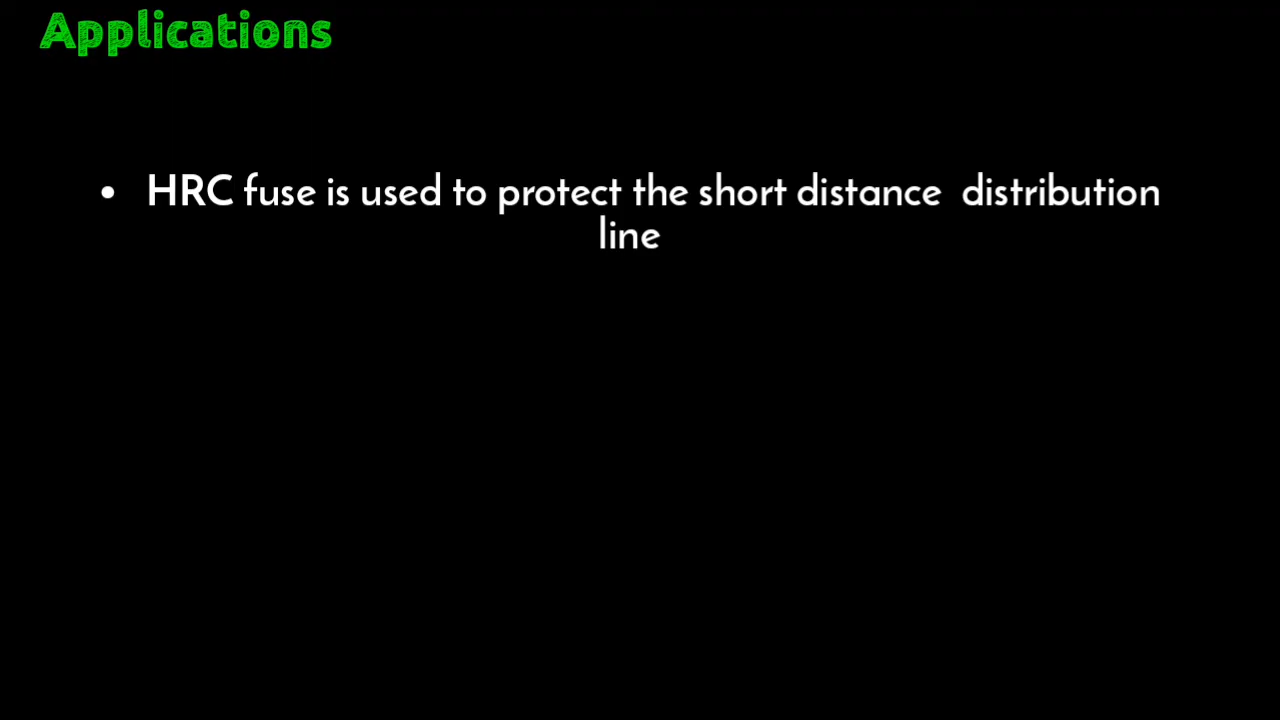 Applications
• HRC fuse is used to protect the short distance  distribution
line